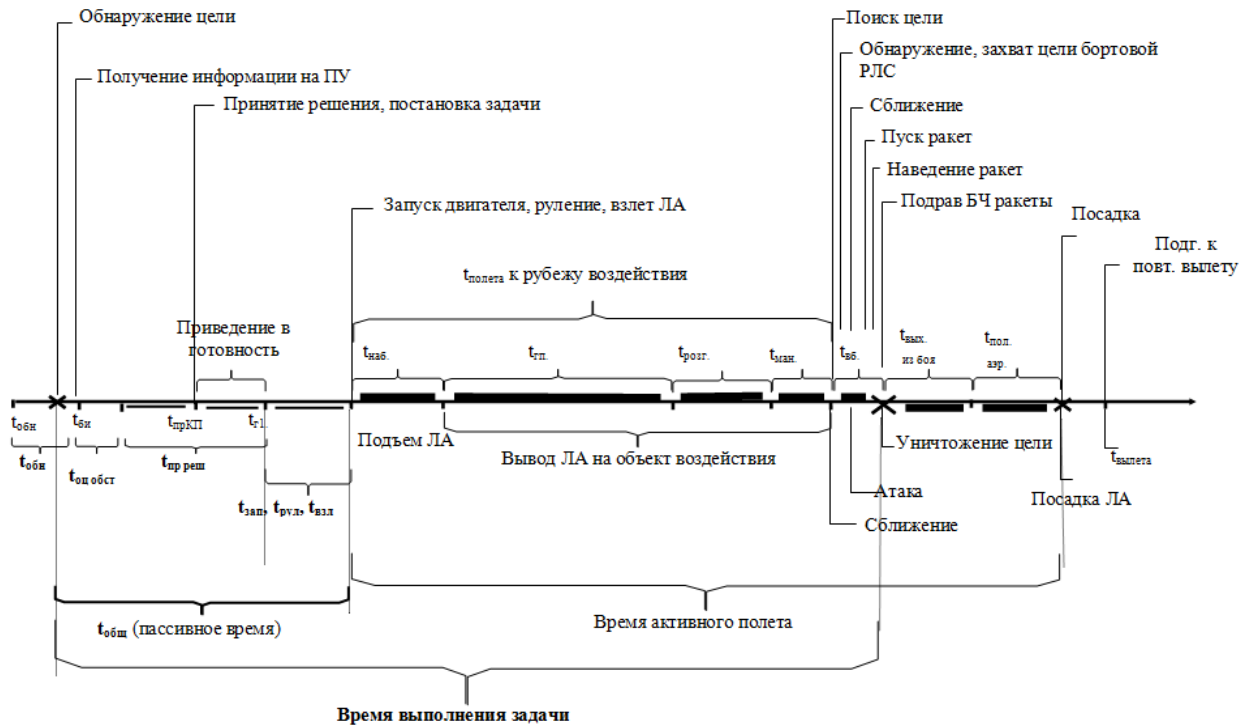 Обнаружение цели
Поиск цели
Обнаружение, захват цели бортовой
РЛС
Получение информации на ПУ
Принятие решения, постановка задачи
Сближение
Пуск ракет
Наведение ракет
Запуск двигателя, руление, взлет ЛА
Подрав БЧ ракеты
Посадка
Подг. к
повт. вылету
tполета к рубежу воздействия
Приведение в
готовность
tнаб.
tгп.
tрозг.
tман.
tвб.
tвых.
из боя
tпол.
аэр.
tобн
tби
tпрКП
tг1.
Подъем ЛА
Вывод ЛА на объект воздействия
Уничтожение цели
tвылета
tобн
tоц обст
tпр реш
tзап, tрул, tвзл
Атака
Посадка ЛА
Сближение
tобщ (пассивное время)
Время активного полета
Время выполнения задачи